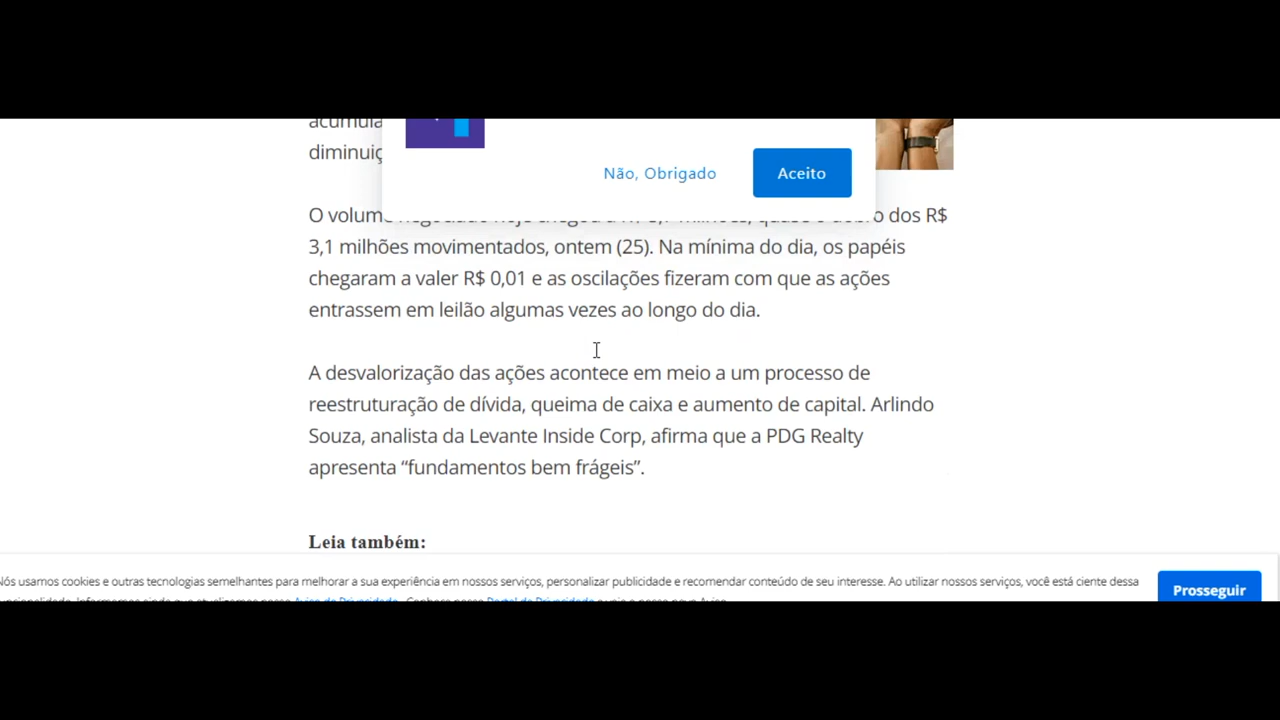 acumula
diminuiç
Não, Obrigado
Aceito
O volume dos R$
3,1 milhões movimentados, ontem (25). Na mínima do dia, os papéis
chegaram a valer R$ 0,01 e as oscilações fizeram com que as ações
entrassem em leilão algumas vezes ao longo do dia.
A desvalorização das ações acontece em meio a um processo de
reestruturação de dívida, queima de caixa e aumento de capital. Arlindo
Souza, analista da Levante Inside Corp, afirma que a PDG Realty
apresenta “fundamentos bem frágeis”.
Leia também:
Nós usamos cookies e outras tecnologias semelhantes para melhorar a sua experiência em nossos serviços, personalizar publicidade e recomendar conteúdo de seu interesse. Ao utilizar nossos serviços, você está ciente dessa
Prosseguir